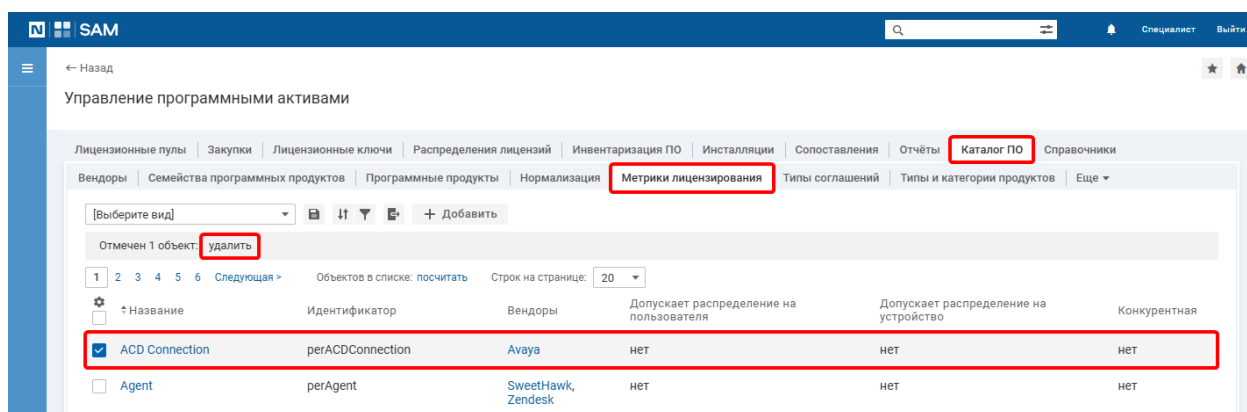 N SAM Специалист Выйти
← Назад
Управление программными активами
Лицензионные пулы Закупки Лицензионные ключи Распределения лицензий Инвентаризация ПО Инсталляции Сопоставления Отчёты Каталог ПО Справочники
Вендоры Семейства программных продуктов Программные продукты Нормализация Метрики лицензирования Типы соглашений Типы и категории продуктов Еще
[Выберите вид] + Добавить
Отмечен 1 объект: удалить
1 2 3 4 5 6 Следующая > Объектов в списке: посчитать Строк на странице: 20
Название Идентификатор Вендоры Допускает распределение на пользователя Допускает распределение на устройство Конкурентная
ACD Connection perACDConnection Avaya нет нет нет
Agent perAgent SweetHawk, Zendesk нет нет нет